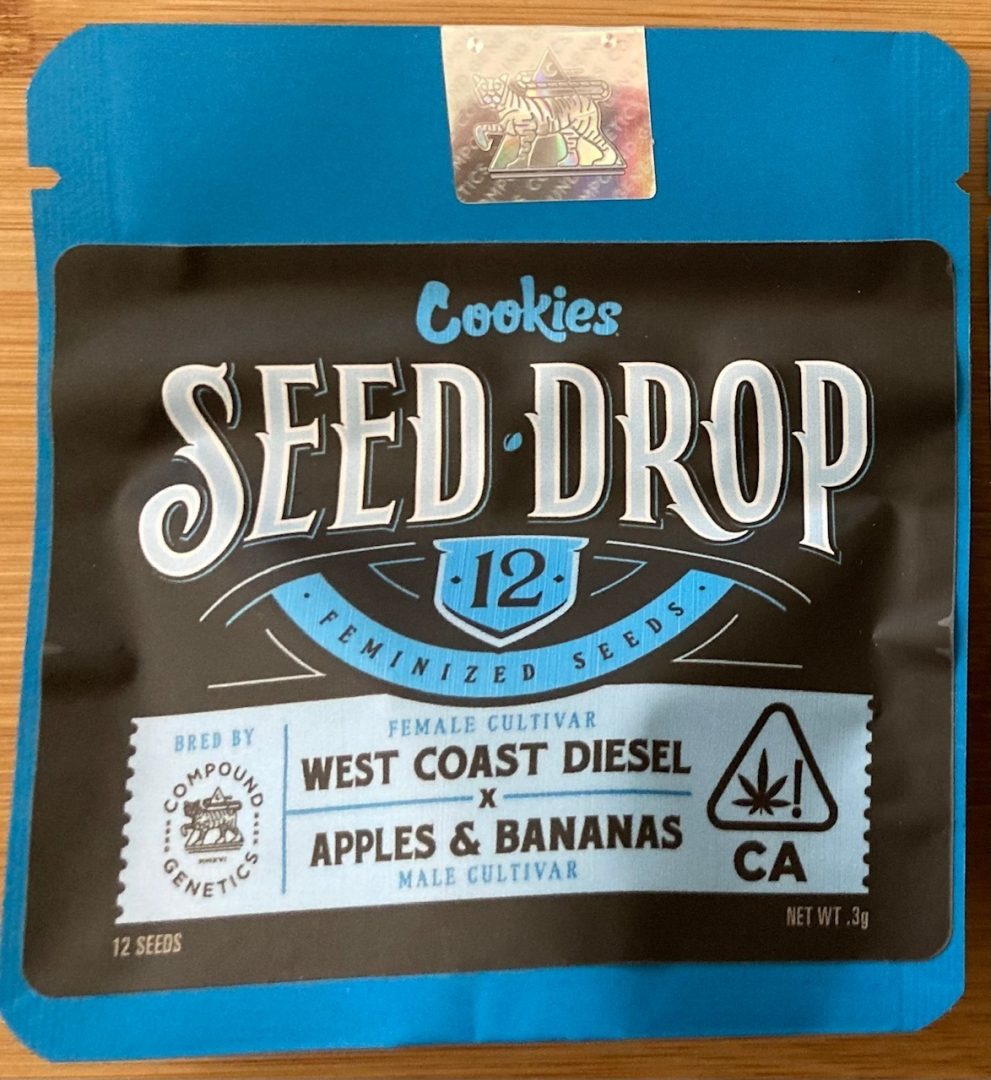 Cookies
SEED DROP
12
FEMINIZED SEEDS
BRED BY
COMPOUND
GENETICS
MMXVI
FEMALE CULTIVAR
WEST COAST DIESEL
X
APPLES & BANANAS
MALE CULTIVAR
!
CA
NET WT .3g
12 SEEDS